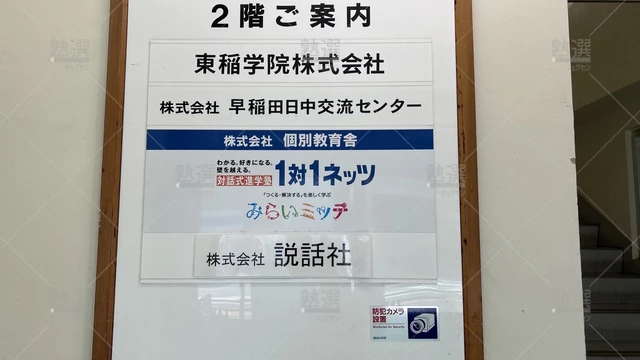 2階ご案内
東稲学院株式会社
株式会社 早稲田日中交流センター
株式会社 個別教育舎
わかる。好きになる。
壁を越える。
対話式進学塾 1対1ネッツ
「つくる・解決する」を楽しく学ぶ
みらいミッチ
株式会社 説話社
防犯カメラ
設置
熱選